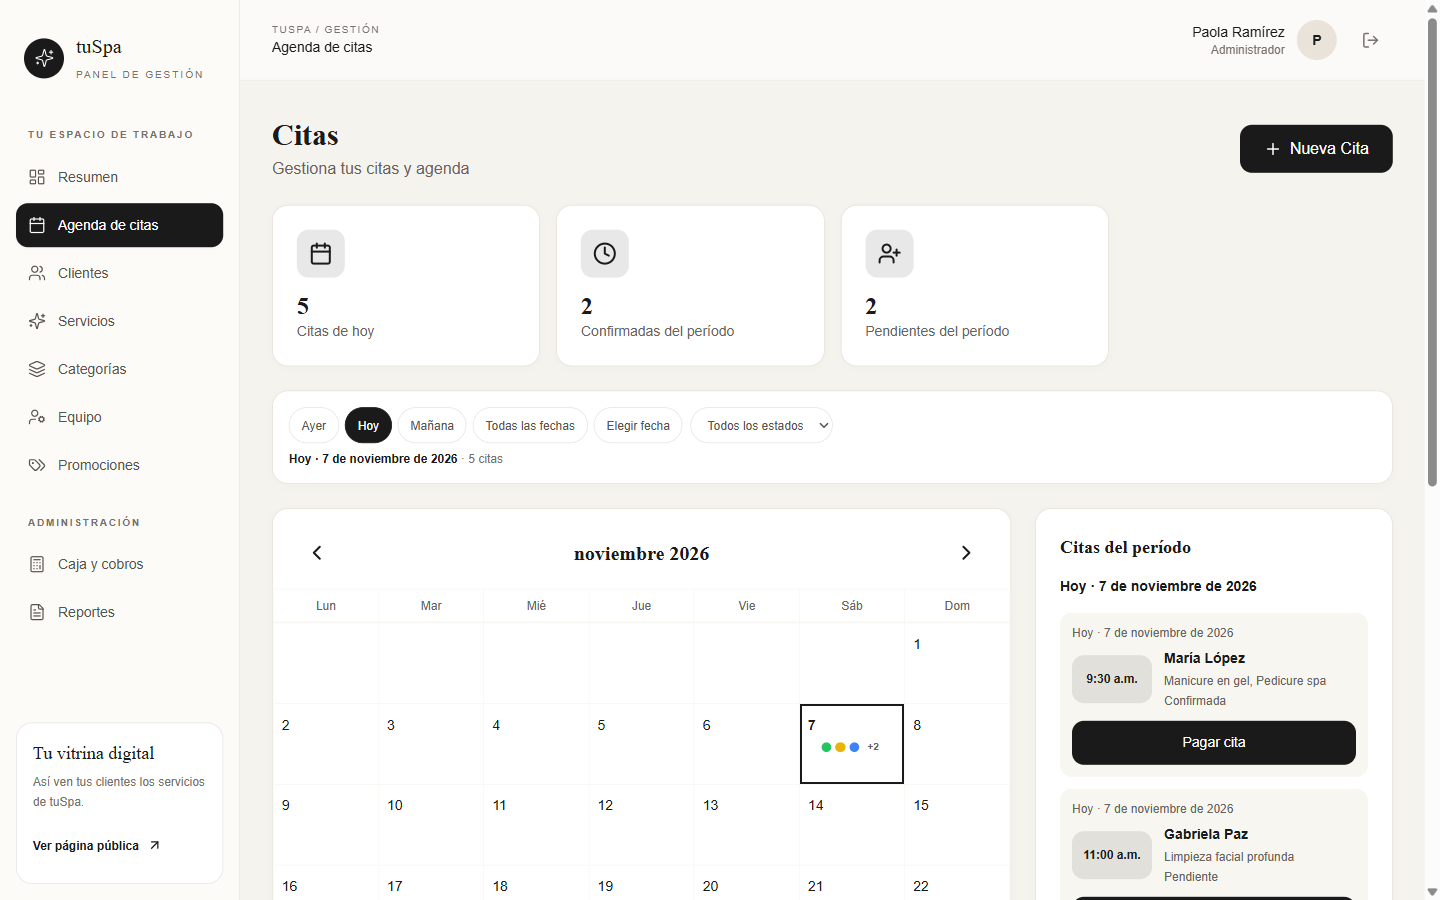 tuSpa
PANEL DE GESTIÓN
TU ESPACIO DE TRABAJO
Resumen
Agenda de citas
Clientes
Servicios
Categorías
Equipo
Promociones
ADMINISTRACIÓN
Caja y cobros
Reportes
Tu vitrina digital
Así ven tus clientes los servicios
de tuSpa.
Ver página pública
TUSPA / GESTIÓN
Agenda de citas
Paola Ramírez
Administrador
P
Citas
Gestiona tus citas y agenda
Nueva Cita
5
Citas de hoy
2
Confirmadas del período
2
Pendientes del período
Ayer Hoy Mañana Todas las fechas Elegir fecha Todos los estados
Hoy · 7 de noviembre de 2026 · 5 citas
noviembre 2026
Lun Mar Mié Jue Vie Sáb Dom
1
2 3 4 5 6 7 8
+2
9 10 11 12 13 14 15
16 17 18 19 20 21 22
Citas del período
Hoy · 7 de noviembre de 2026
Hoy · 7 de noviembre de 2026
9:30 a.m.
María López
Manicure en gel, Pedicure spa
Confirmada
Pagar cita
Hoy · 7 de noviembre de 2026
11:00 a.m.
Gabriela Paz
Limpieza facial profunda
Pendiente